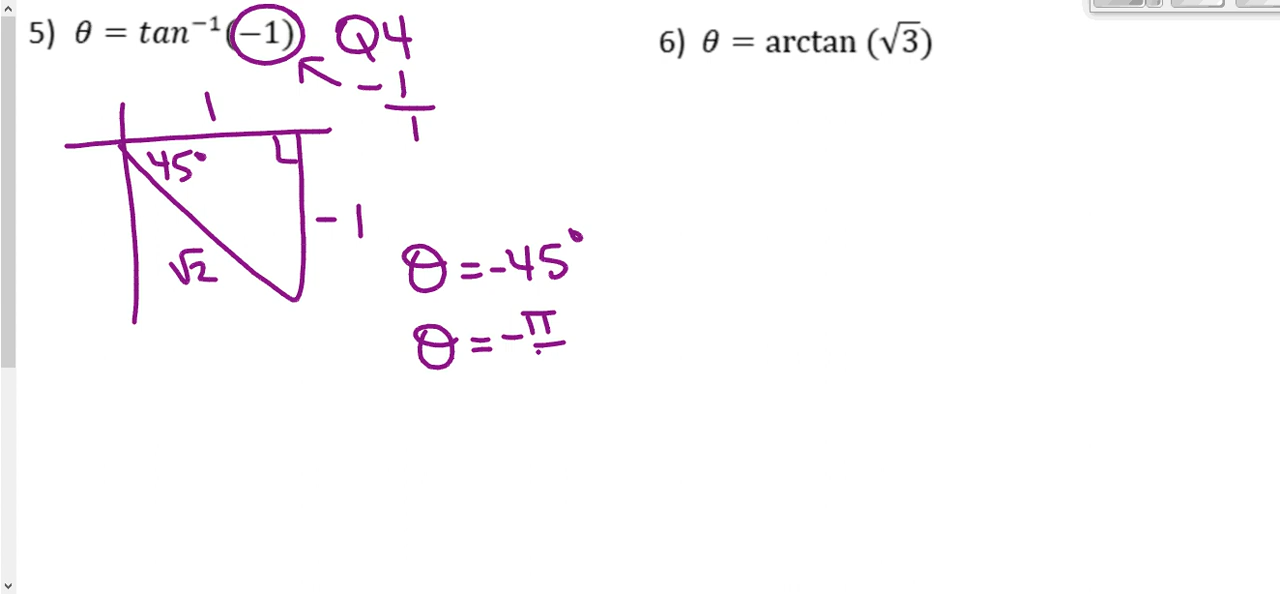 5) θ = tan⁻¹(−1) Q4
−1/1
1
45°
−1
√2
θ = −45°
θ = −π
6) θ = arctan (√3)